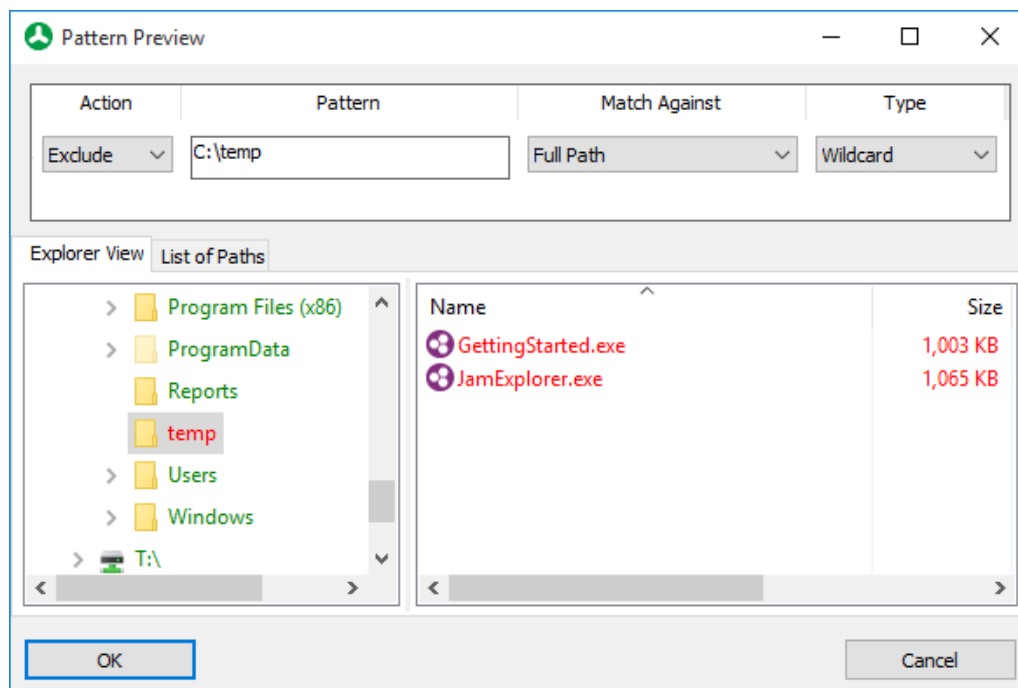 Pattern Preview
Action Pattern Match Against Type
Exclude C:\temp Full Path Wildcard
Explorer View List of Paths
Program Files (x86)
ProgramData
Reports
temp
Users
Windows
T:\
Name Size
GettingStarted.exe 1,003 KB
JamExplorer.exe 1,065 KB
OK Cancel